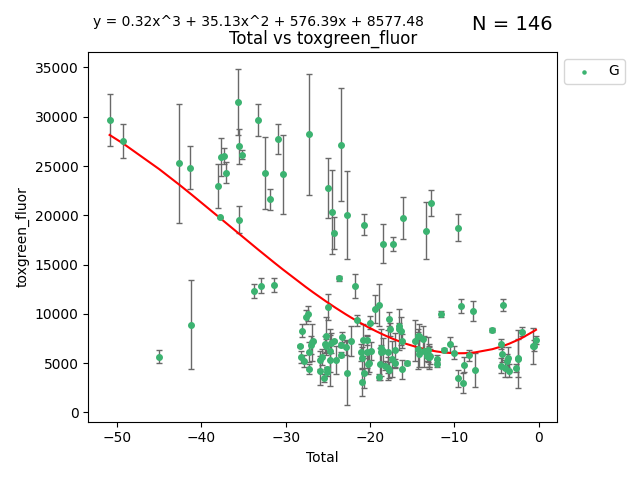 y = 0.32x^3 + 35.13x^2 + 576.39x + 8577.48
N = 146
Total vs toxgreen_fluor
G
35000
30000
25000
20000
15000
10000
5000
0
toxgreen_fluor
−50 −40 −30 −20 −10 0
Total